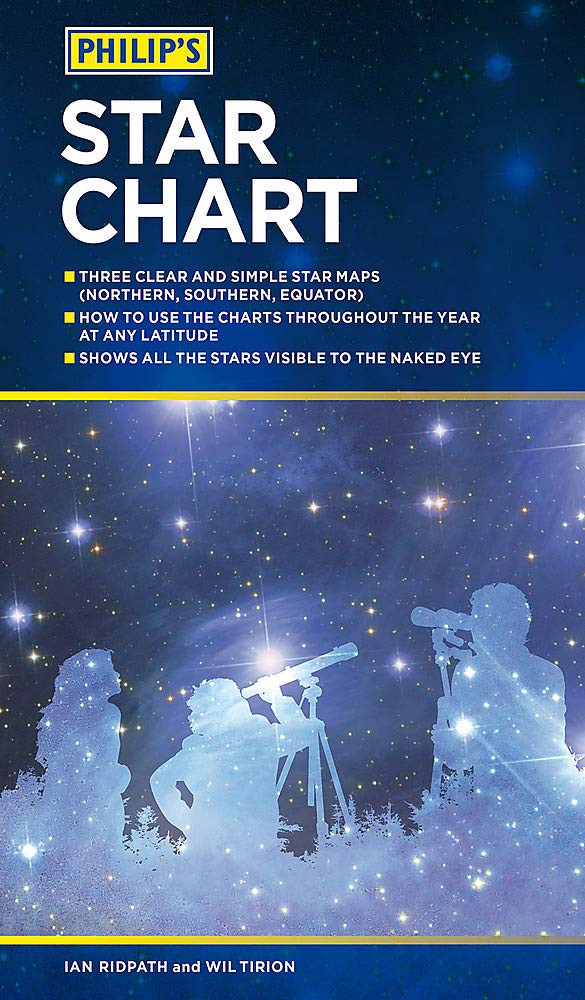 PHILIP'S
STAR
CHART
THREE CLEAR AND SIMPLE STAR MAPS
(NORTHERN, SOUTHERN, EQUATOR)
HOW TO USE THE CHARTS THROUGHOUT THE YEAR
AT ANY LATITUDE
SHOWS ALL THE STARS VISIBLE TO THE NAKED EYE
IAN RIDPATH and WIL TIRION